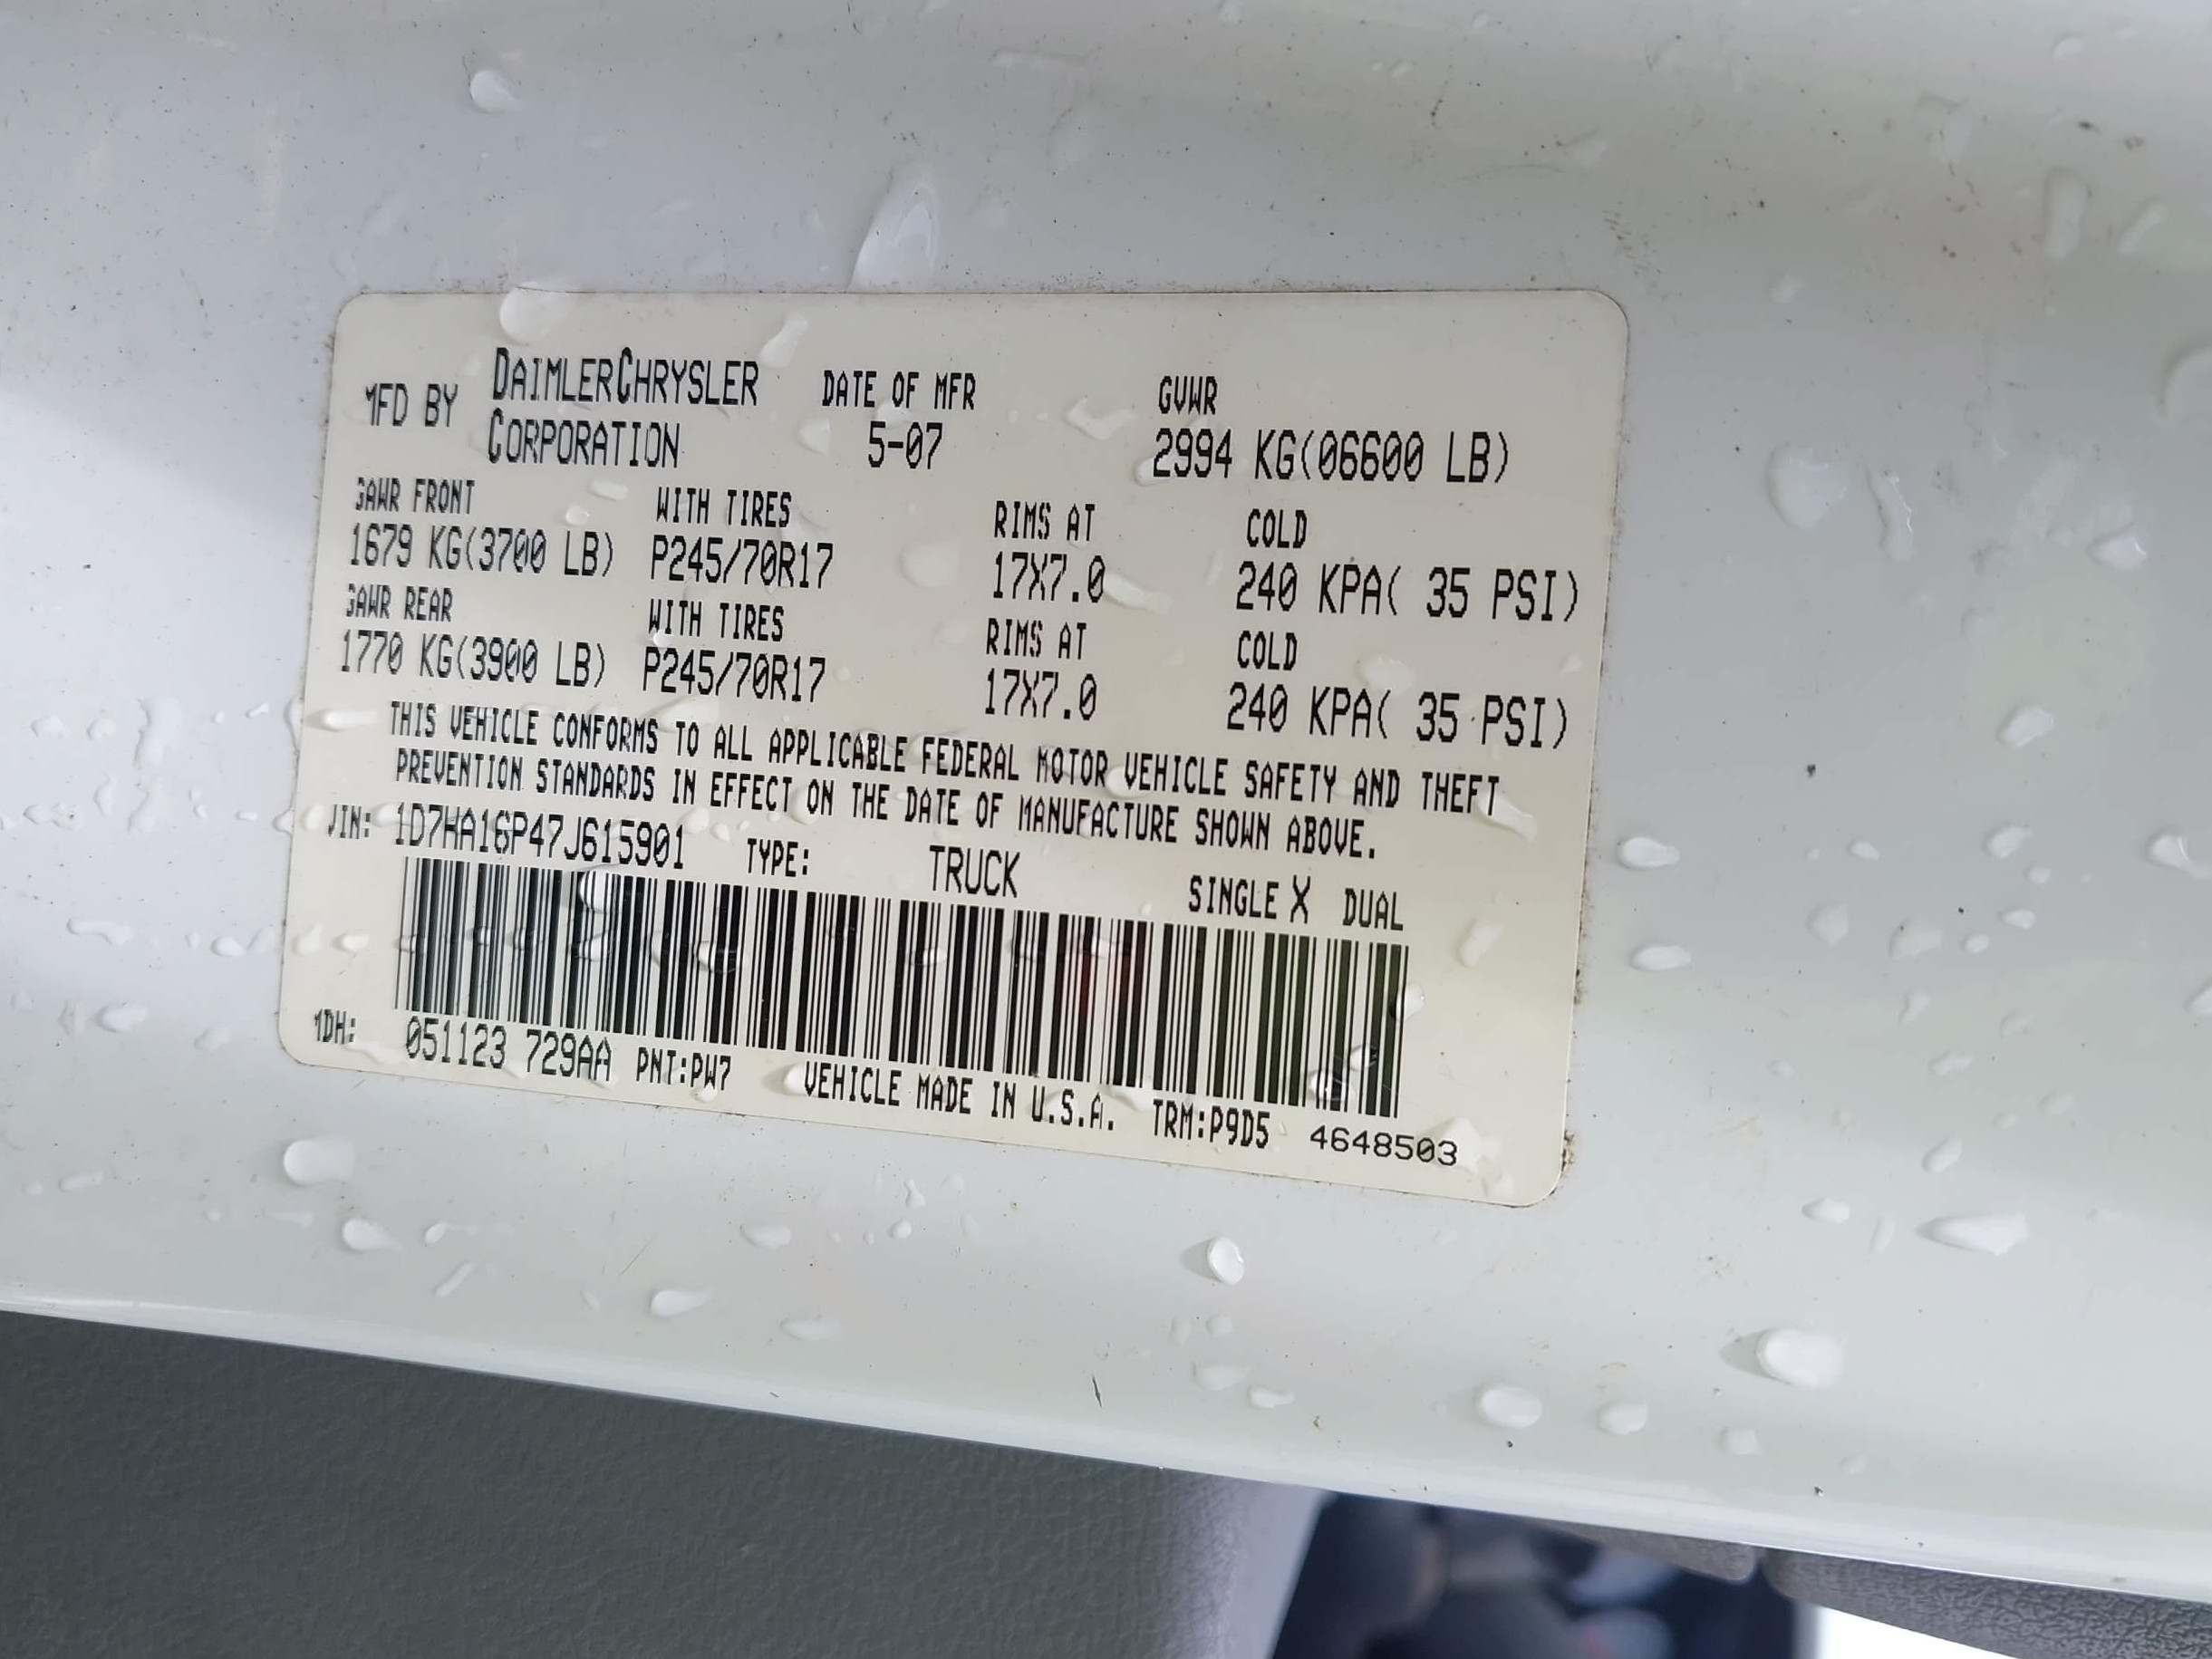 MFD BY DAIMLERCHRYSLER CORPORATION DATE OF MFR 5-07 GVWR 2994 KG(06600 LB)
GAWR FRONT WITH TIRES RIMS AT COLD
1679 KG(3700 LB) P245/70R17 17X7.0 240 KPA( 35 PSI)
GAWR REAR WITH TIRES RIMS AT COLD
1770 KG(3900 LB) P245/70R17 17X7.0 240 KPA( 35 PSI)
THIS VEHICLE CONFORMS TO ALL APPLICABLE FEDERAL MOTOR VEHICLE SAFETY AND THEFT
PREVENTION STANDARDS IN EFFECT ON THE DATE OF MANUFACTURE SHOWN ABOVE.
VIN: 1D7HA16P47J615901 TYPE: TRUCK SINGLE X DUAL
MDH: 051123 729AA PNT:PW7 VEHICLE MADE IN U.S.A. TRM:P9D5 4648503